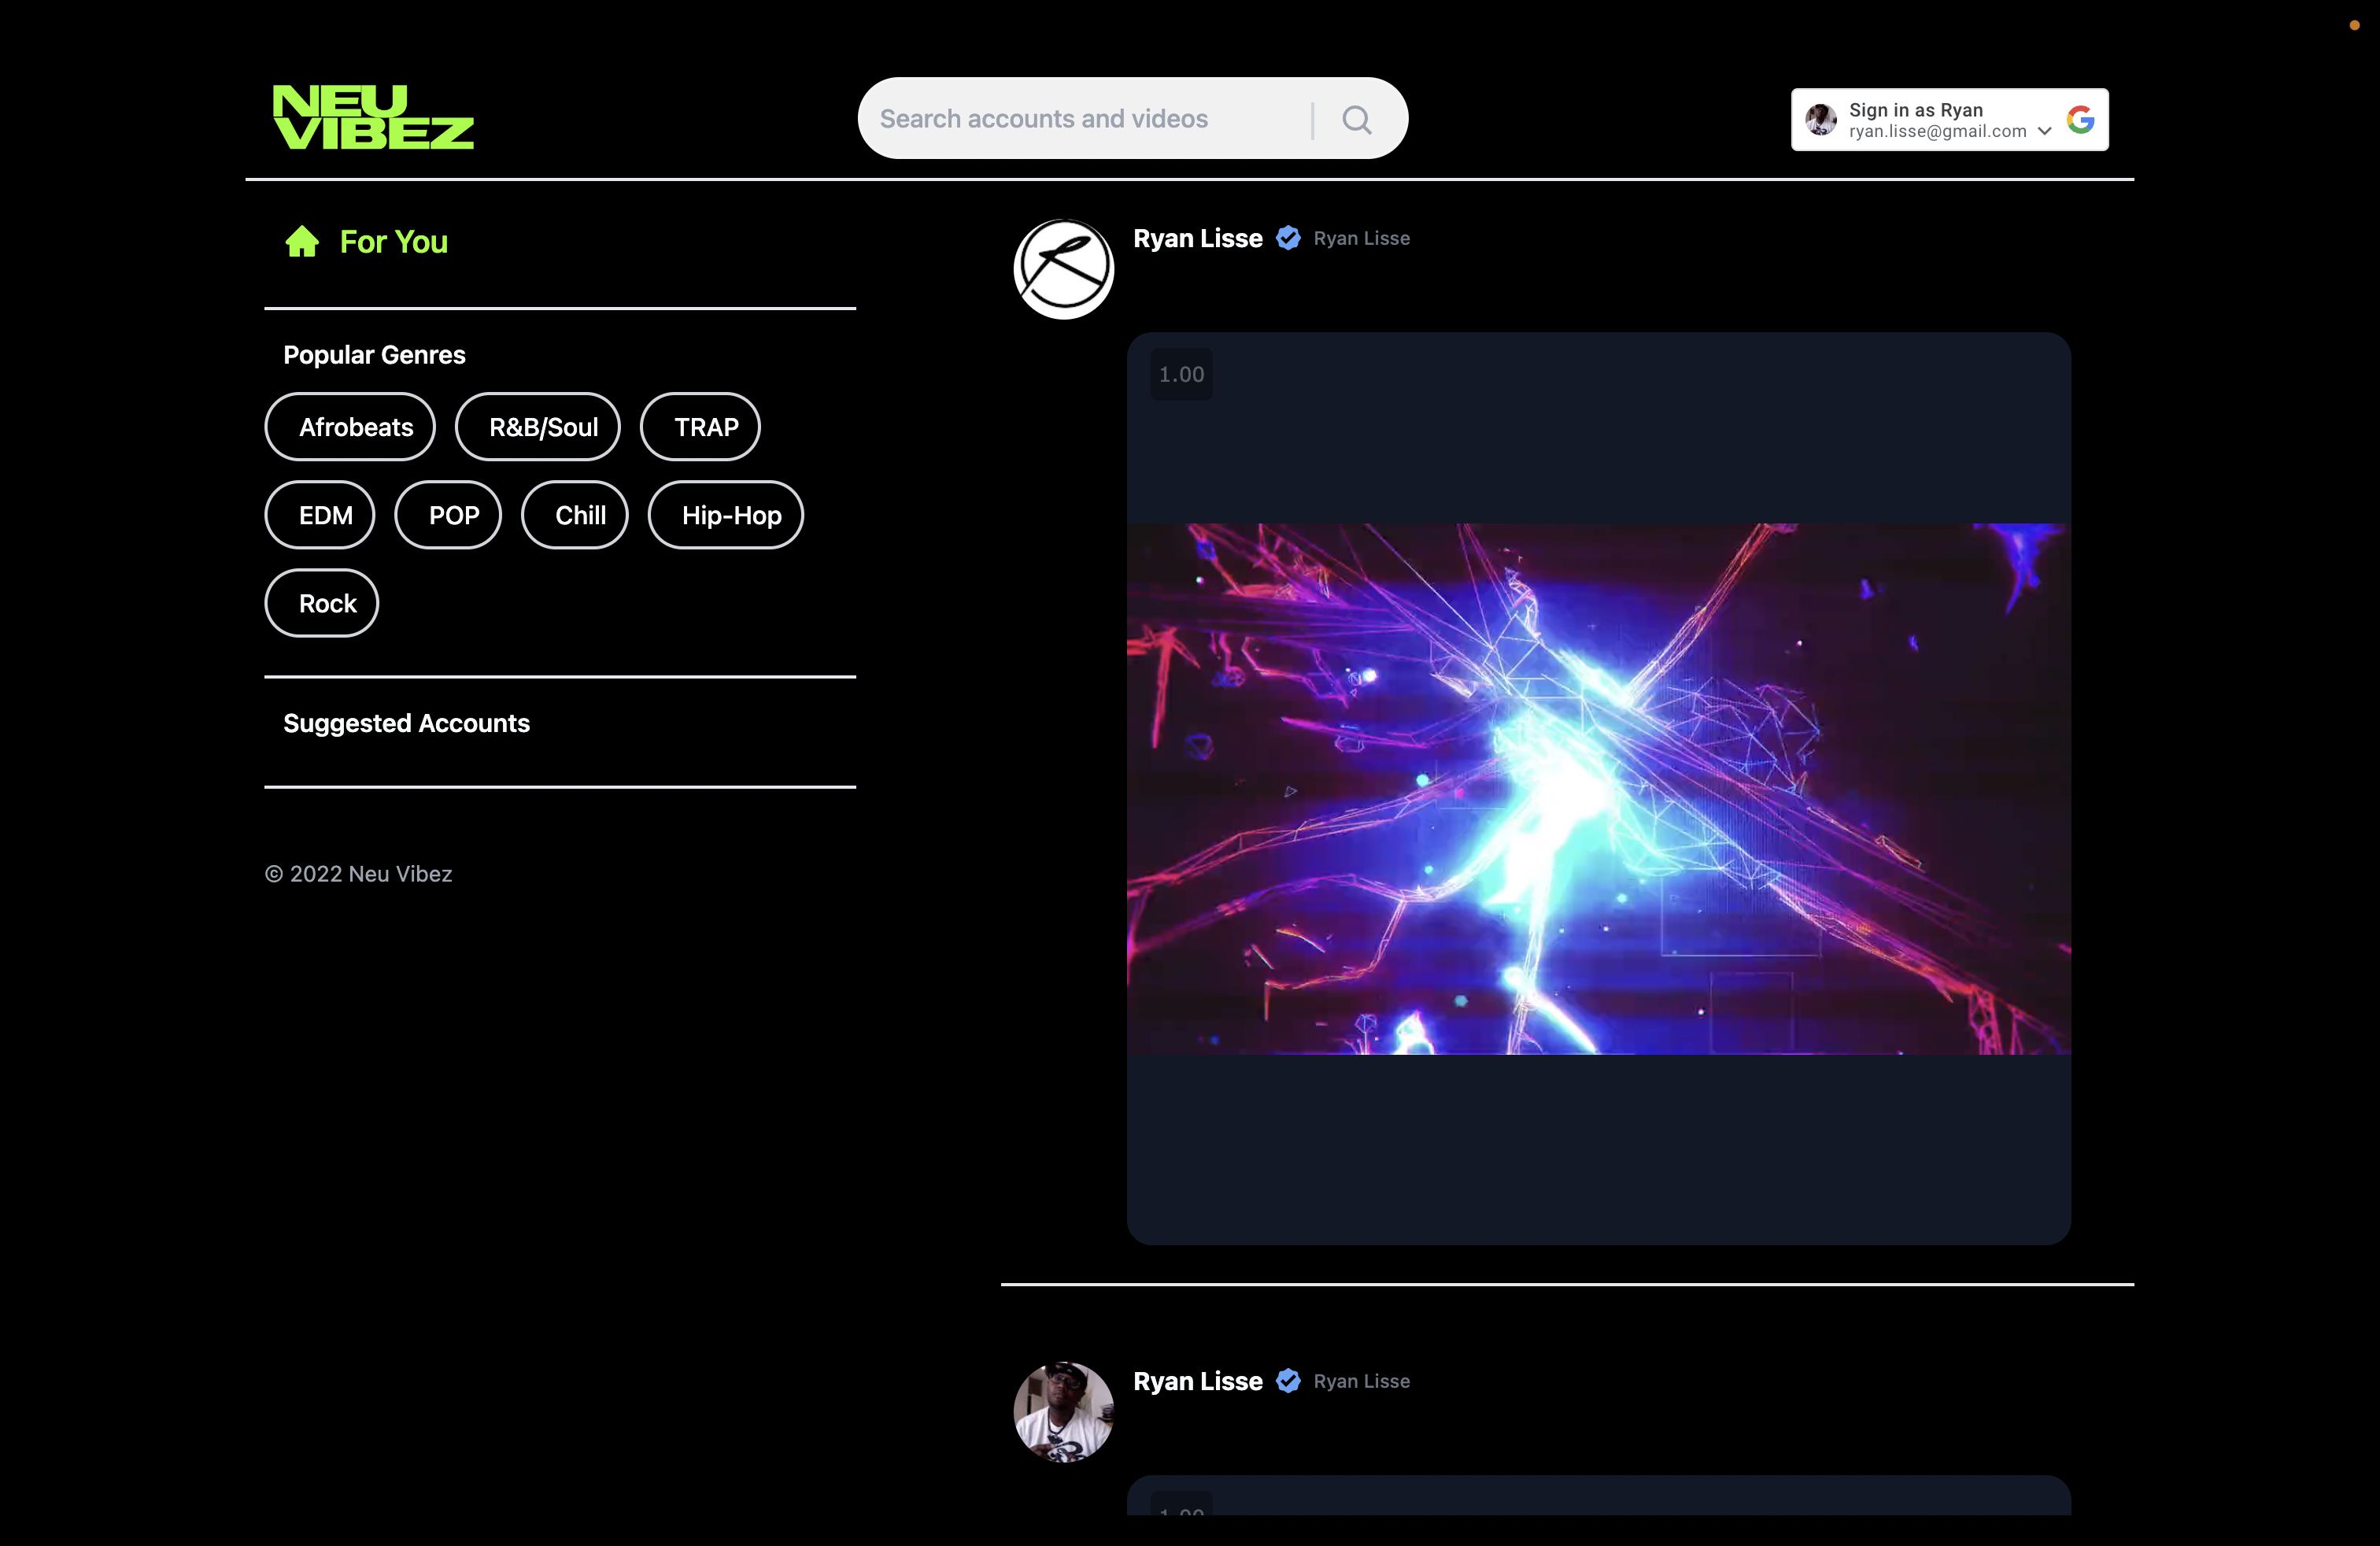 NEU
VIBEZ
Search accounts and videos
Sign in as Ryan
ryan.lisse@gmail.com
For You
Popular Genres
Afrobeats
R&B/Soul
TRAP
EDM
POP
Chill
Hip-Hop
Rock
Suggested Accounts
© 2022 Neu Vibez
Ryan Lisse Ryan Lisse
1.00
Ryan Lisse Ryan Lisse
1.00